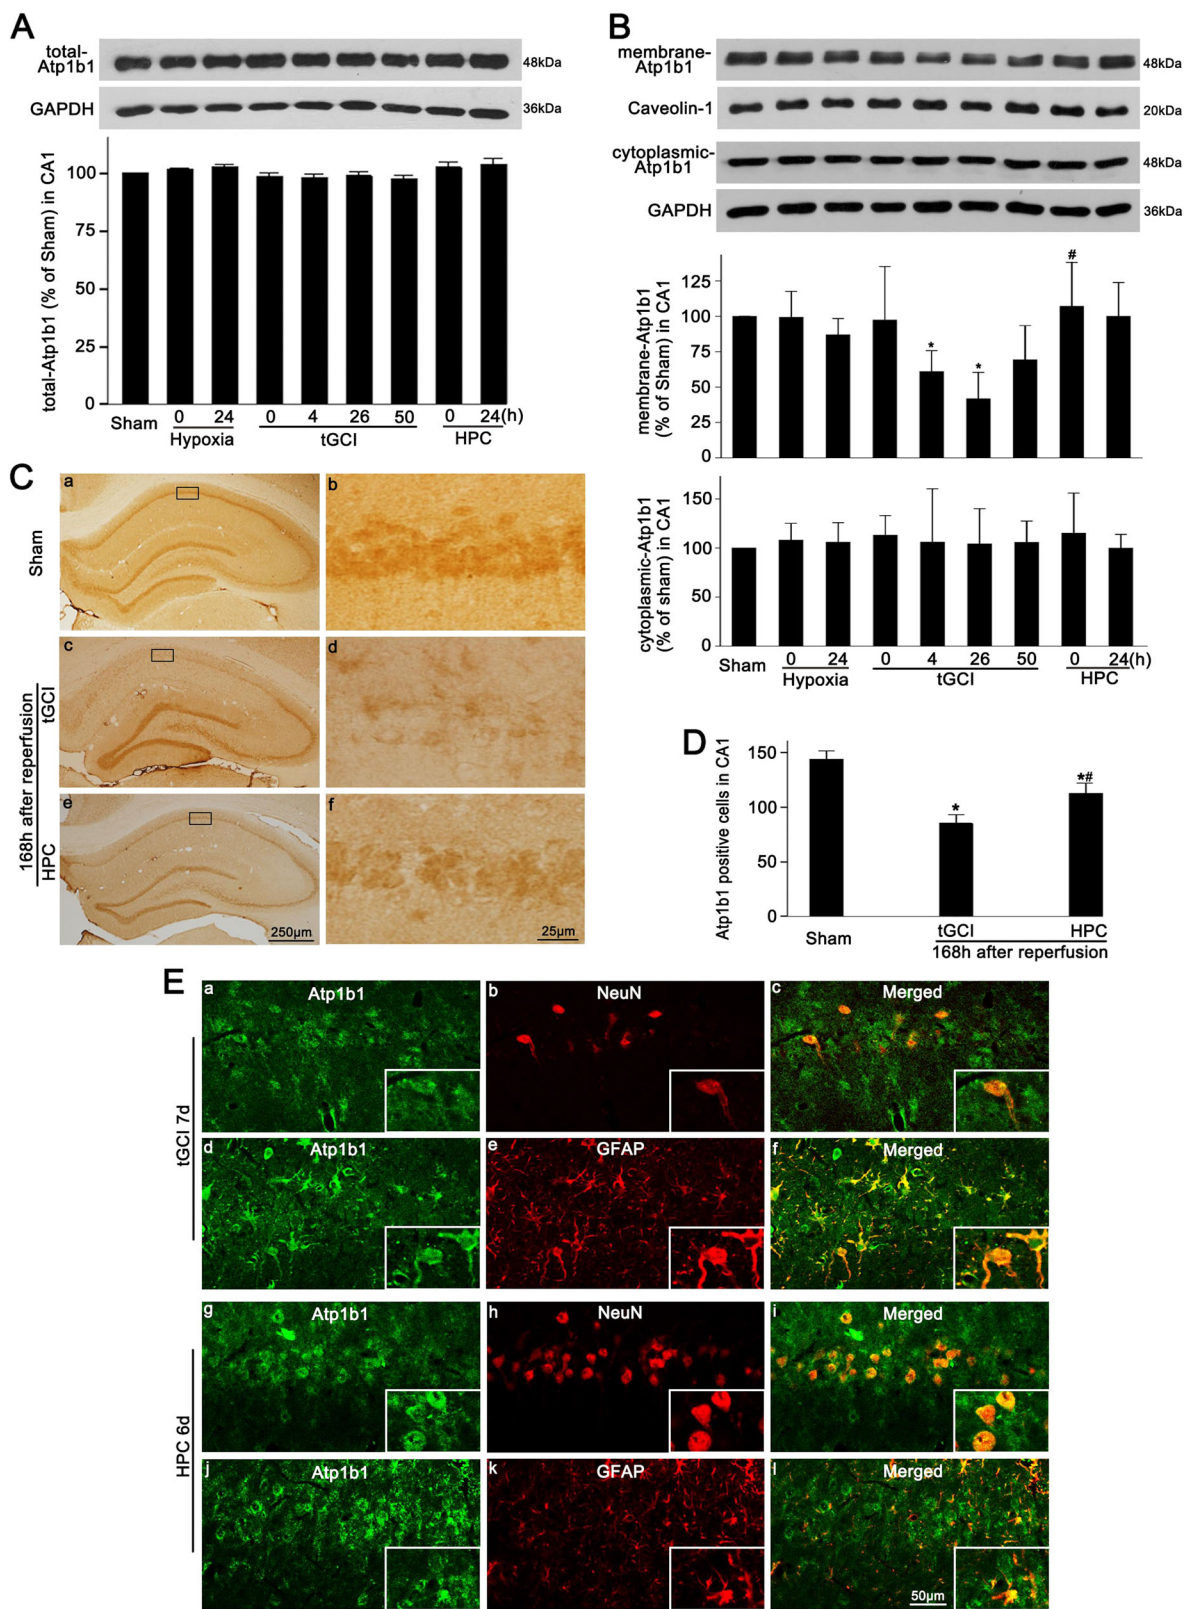 A
total-
Atp1b1
48kDa
GAPDH
36kDa
total-Atp1b1 (% of Sham) in CA1
100
75
50
25
0
Sham
0 24 0 4 26 50 0 24(h)
Hypoxia tGCI HPC
B
membrane-
Atp1b1
48kDa
Caveolin-1
20kDa
cytoplasmic-
Atp1b1
48kDa
GAPDH
36kDa
membrane-Atp1b1
(% of Sham) in CA1
125
100
75
50
25
0
* * #
cytoplasmic-Atp1b1
(% of sham) in CA1
150
100
50
0
Sham
0 24 0 4 26 50 0 24(h)
Hypoxia tGCI HPC
C
Sham
168h after reperfusion
tGCI
HPC
a b
c d
e f
250μm 25μm
D
Atp1b1 positive cells in CA1
150
100
50
0
* *#
Sham tGCI HPC
168h after reperfusion
E
tGCI 7d
a Atp1b1 b NeuN c Merged
d Atp1b1 e GFAP f Merged
HPC 6d
g Atp1b1 h NeuN i Merged
j Atp1b1 k GFAP l Merged
50μm